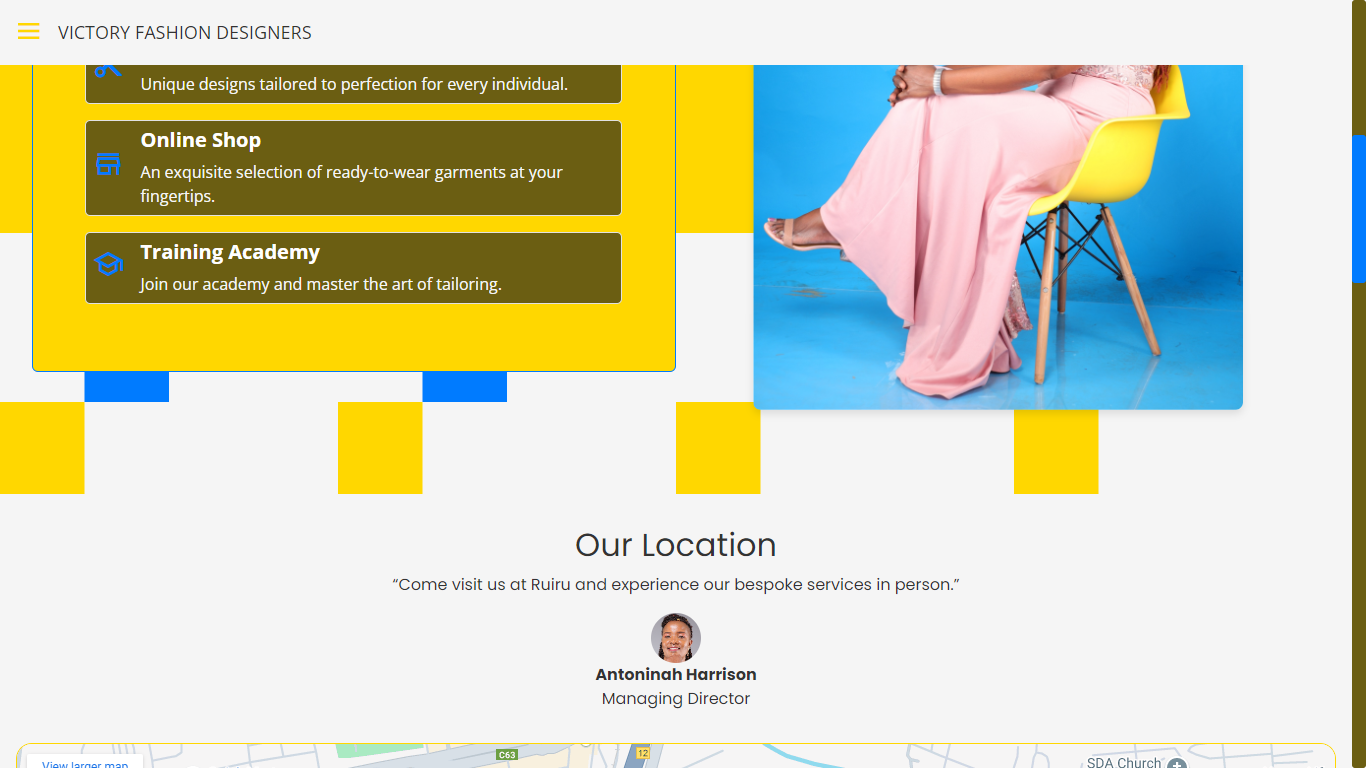 VICTORY FASHION DESIGNERS
Unique designs tailored to perfection for every individual.
Online Shop
An exquisite selection of ready-to-wear garments at your
fingertips.
Training Academy
Join our academy and master the art of tailoring.
Our Location
“Come visit us at Ruiru and experience our bespoke services in person.”
Antoninah Harrison
Managing Director
C63
12
View larger map
SDA Church